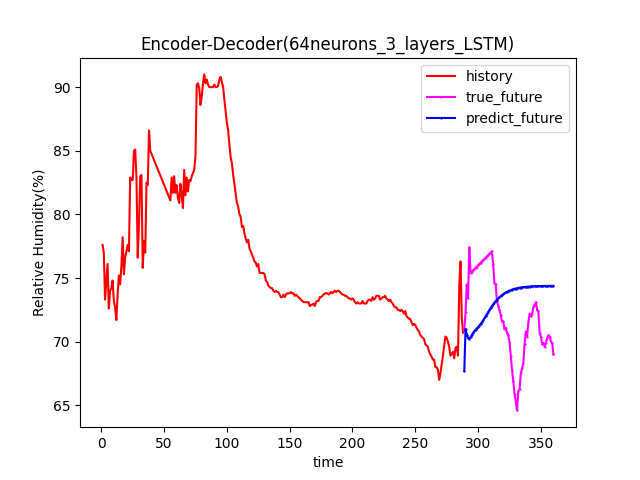 Encoder-Decoder(64neurons_3_layers_LSTM)
history
true_future
predict_future
Relative Humidity(%)
90
85
80
75
70
65
0 50 100 150 200 250 300 350
time